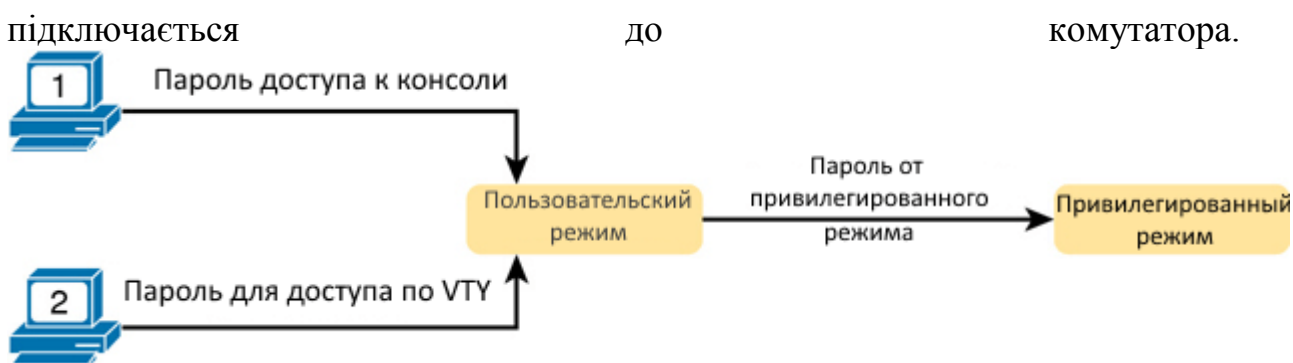 підключається до комутатора.
1
Пароль доступа к консоли
Пользовательский
режим
Пароль от
привилегированного
режима
Привилегированный
режим
2
Пароль для доступа по VTY